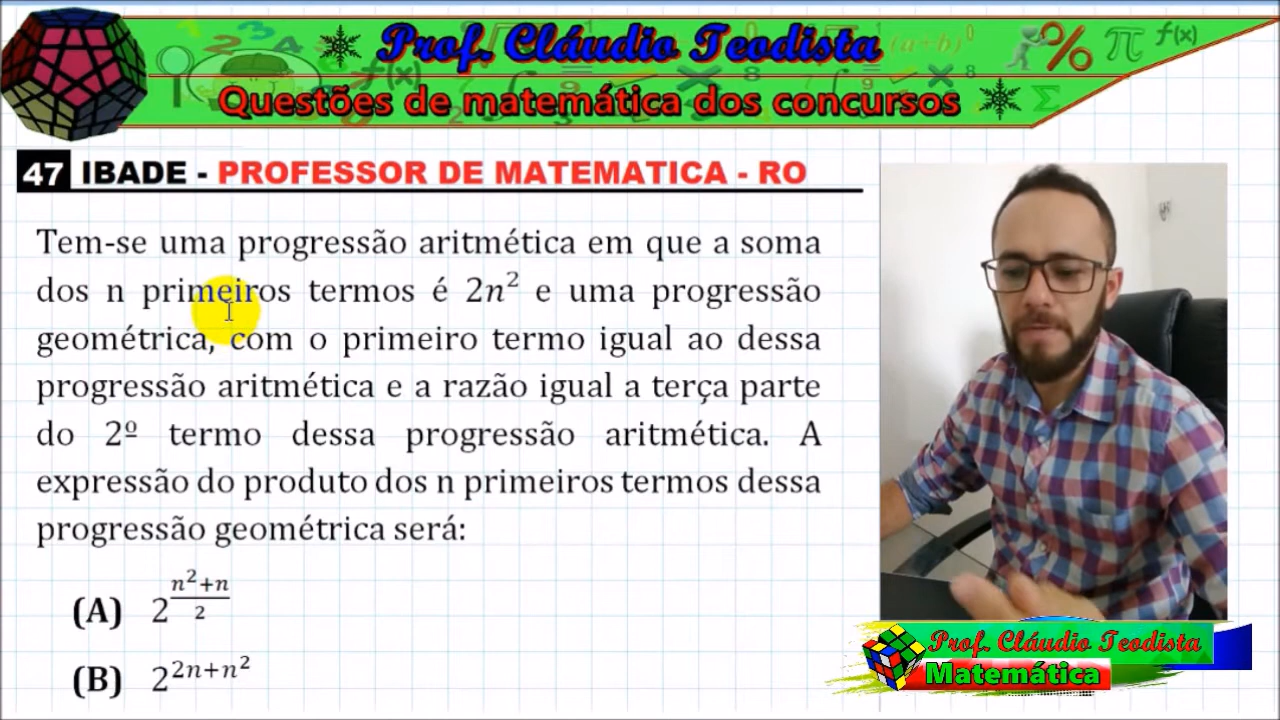 Prof. Cláudio Teodista
Questões de matemática dos concursos
47 IBADE - PROFESSOR DE MATEMATICA - RO
Tem-se uma progressão aritmética em que a soma
dos n primeiros termos é 2n² e uma progressão
geométrica, com o primeiro termo igual ao dessa
progressão aritmética e a razão igual a terça parte
do 2º termo dessa progressão aritmética. A
expressão do produto dos n primeiros termos dessa
progressão geométrica será:
(A) 2^((n²+n)/2)
(B) 2^(2n+n²)
Prof. Cláudio Teodista
Matemática